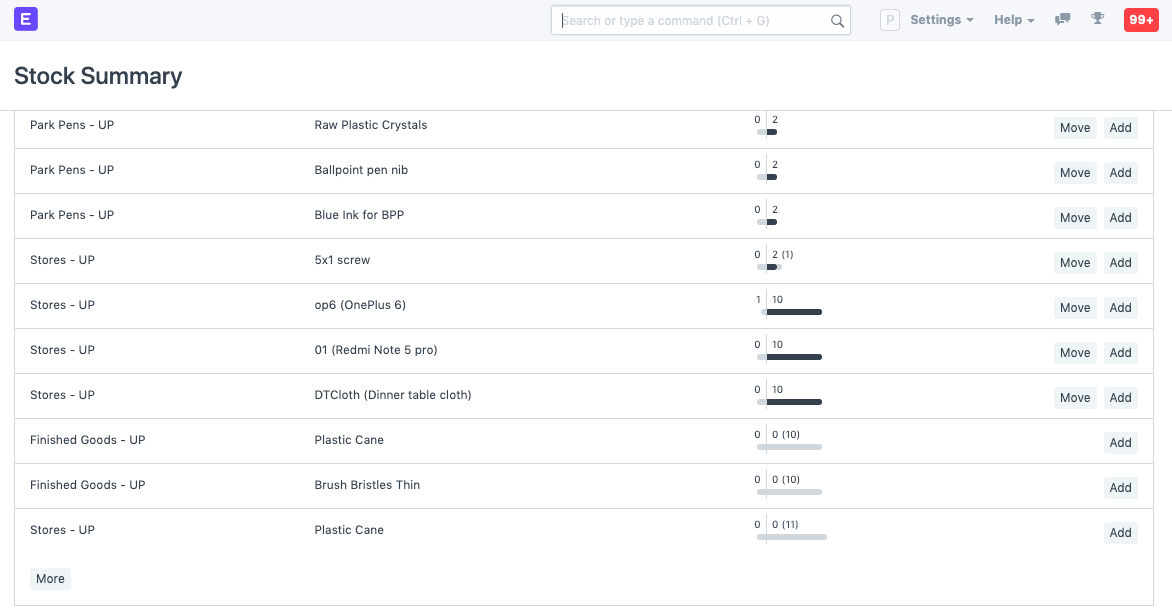 E
Search or type a command (Ctrl + G)
P Settings Help 99+
Stock Summary
Park Pens - UP Raw Plastic Crystals 0 2 Move Add
Park Pens - UP Ballpoint pen nib 0 2 Move Add
Park Pens - UP Blue Ink for BPP 0 2 Move Add
Stores - UP 5x1 screw 0 2 (1) Move Add
Stores - UP op6 (OnePlus 6) 1 10 Move Add
Stores - UP 01 (Redmi Note 5 pro) 0 10 Move Add
Stores - UP DTCloth (Dinner table cloth) 0 10 Move Add
Finished Goods - UP Plastic Cane 0 0 (10) Add
Finished Goods - UP Brush Bristles Thin 0 0 (10) Add
Stores - UP Plastic Cane 0 0 (11) Add
More